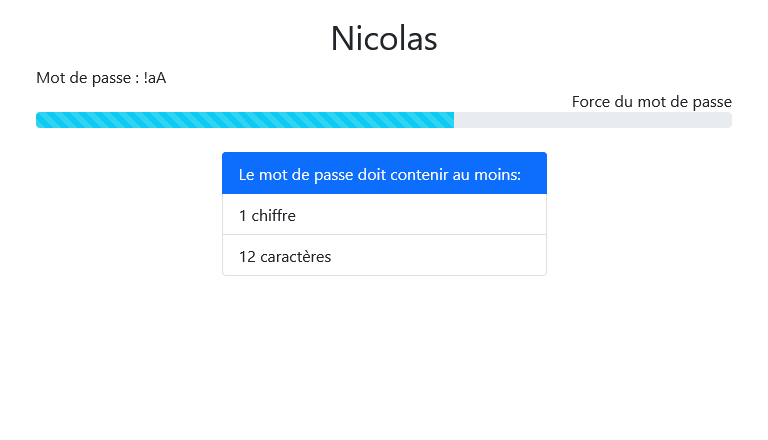 Nicolas
Mot de passe : !aA
Force du mot de passe
Le mot de passe doit contenir au moins:
1 chiffre
12 caractères